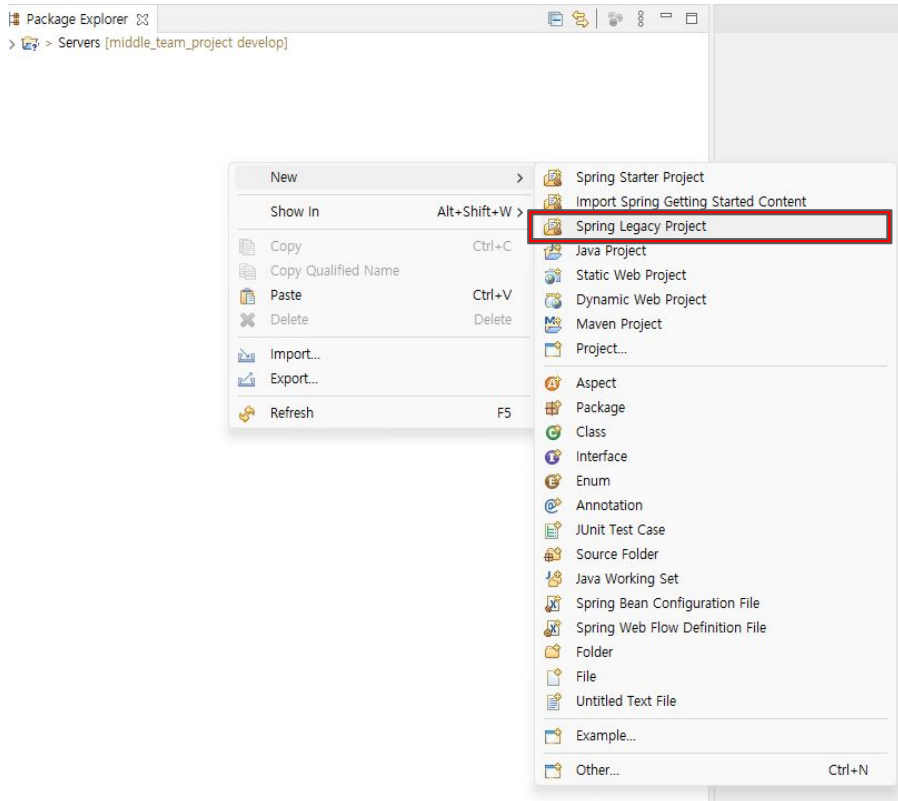 Package Explorer
> Servers [middle_team_project develop]
New
Show In Alt+Shift+W
Copy Ctrl+C
Copy Qualified Name
Paste Ctrl+V
Delete Delete
Import...
Export...
Refresh F5
Spring Starter Project
Import Spring Getting Started Content
Spring Legacy Project
Java Project
Static Web Project
Dynamic Web Project
Maven Project
Project...
Aspect
Package
Class
Interface
Enum
Annotation
JUnit Test Case
Source Folder
Java Working Set
Spring Bean Configuration File
Spring Web Flow Definition File
Folder
File
Untitled Text File
Example...
Other... Ctrl+N